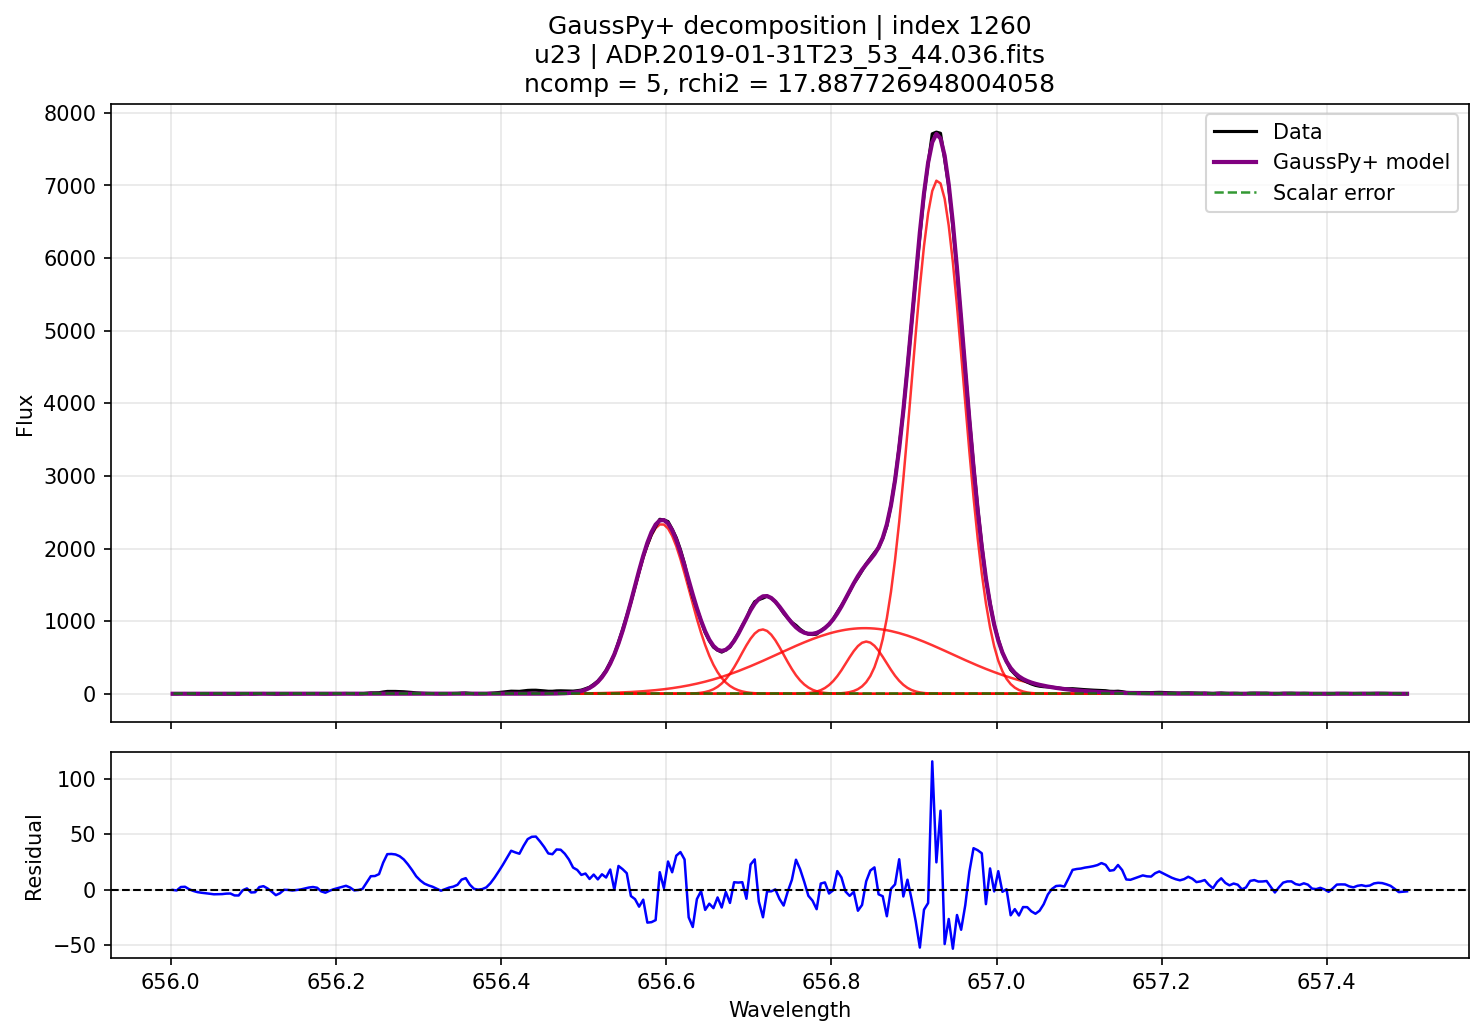 GaussPy+ decomposition | index 1260
u23 | ADP.2019-01-31T23_53_44.036.fits
ncomp = 5, rchi2 = 17.887726948004058
8000
7000
6000
5000
4000
3000
2000
1000
0
Flux
Data
GaussPy+ model
Scalar error
100
50
0
−50
Residual
656.0
656.2
656.4
656.6
656.8
657.0
657.2
657.4
Wavelength